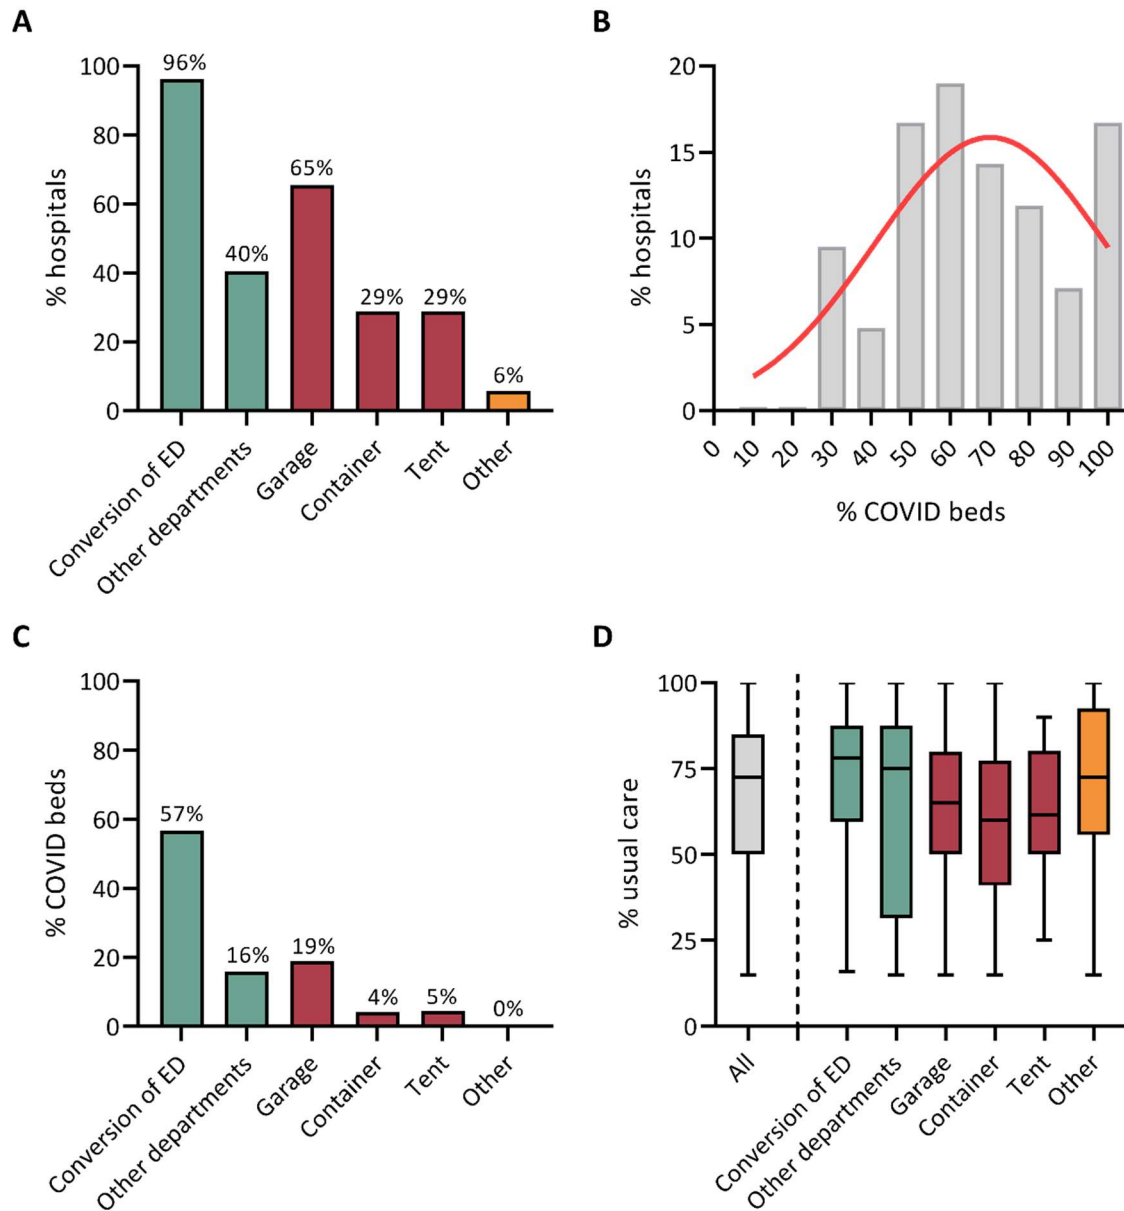 A
% hospitals
100
80
60
40
20
0
96%
40%
65%
29%
29%
6%
Conversion of ED
Other departments
Garage
Container
Tent
Other
B
% hospitals
20
15
10
5
0
0
10
20
30
40
50
60
70
80
90
100
% COVID beds
C
% COVID beds
100
80
60
40
20
0
57%
16%
19%
4%
5%
0%
Conversion of ED
Other departments
Garage
Container
Tent
Other
D
% usual care
100
75
50
25
0
All
Conversion of ED
Other departments
Garage
Container
Tent
Other